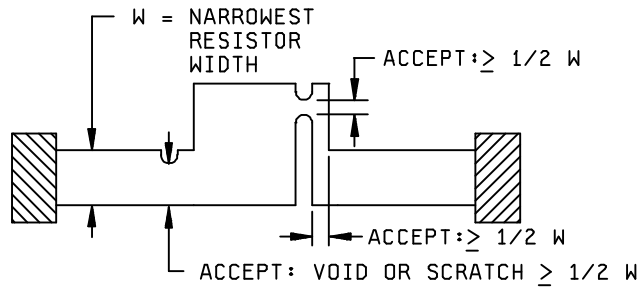 W = NARROWEST
RESISTOR
WIDTH
ACCEPT:≥ 1/2 W
ACCEPT:≥ 1/2 W
ACCEPT: VOID OR SCRATCH ≥ 1/2 W